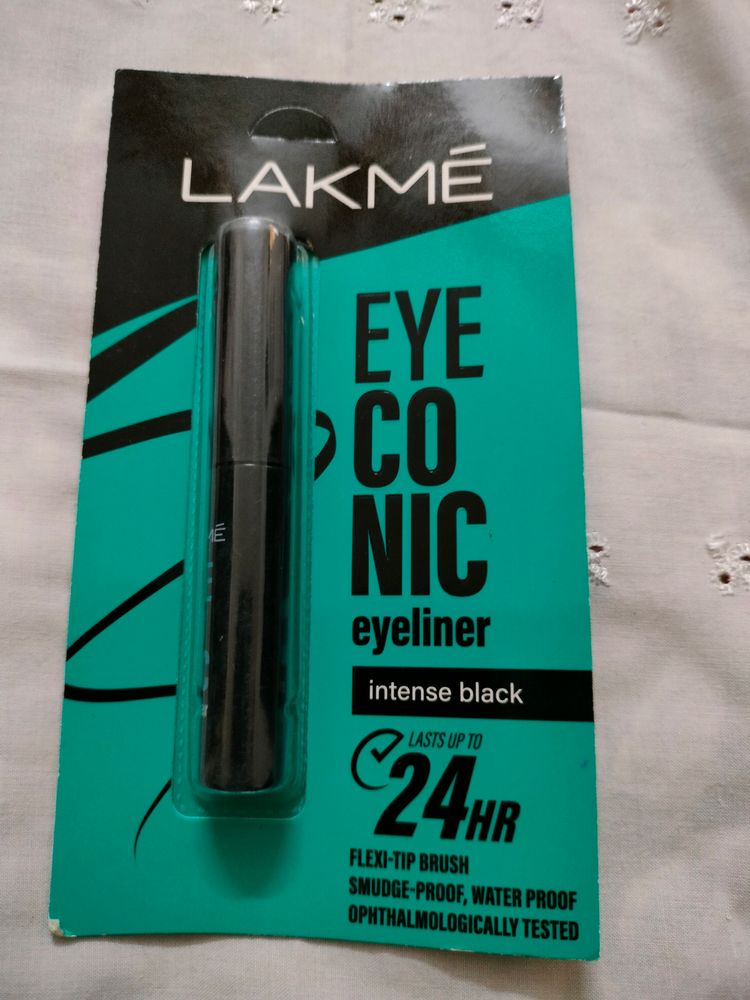 LAKMÉ
EYE
CO
NIC
eyeliner
intense black
LASTS UP TO
24HR
FLEXI-TIP BRUSH
SMUDGE-PROOF, WATER PROOF
OPHTHALMOLOGICALLY TESTED